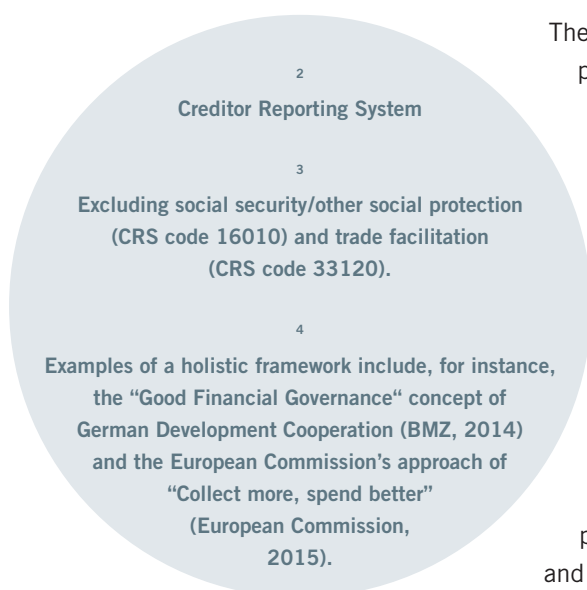 2
Creditor Reporting System
3
Excluding social security/other social protection
(CRS code 16010) and trade facilitation
(CRS code 33120).
4
Examples of a holistic framework include, for instance,
the “Good Financial Governance“ concept of
German Development Cooperation (BMZ, 2014)
and the European Commission’s approach of
“Collect more, spend better”
(European Commission,
2015).
The
p
p
and